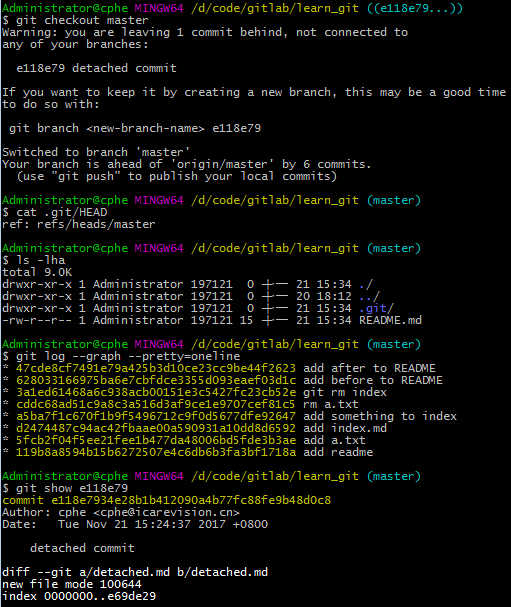 Administrator@cphe MINGW64 /d/code/gitlab/learn_git ((e118e79...))
$ git checkout master
Warning: you are leaving 1 commit behind, not connected to
any of your branches:
e118e79 detached commit
If you want to keep it by creating a new branch, this may be a good time
to do so with:
git branch <new-branch-name> e118e79
Switched to branch 'master'
Your branch is ahead of 'origin/master' by 6 commits.
(use "git push" to publish your local commits)
Administrator@cphe MINGW64 /d/code/gitlab/learn_git (master)
$ cat .git/HEAD
ref: refs/heads/master
Administrator@cphe MINGW64 /d/code/gitlab/learn_git (master)
$ ls -lha
total 9.0K
drwxr-xr-x 1 Administrator 197121 0 十一 21 15:34 ./
drwxr-xr-x 1 Administrator 197121 0 十一 20 18:12 ../
drwxr-xr-x 1 Administrator 197121 0 十一 21 15:34 .git/
-rw-r--r-- 1 Administrator 197121 15 十一 21 15:34 README.md
Administrator@cphe MINGW64 /d/code/gitlab/learn_git (master)
$ git log --graph --pretty=oneline
* 47cde8cf7491e79a425b3d10ce23cc9be44f2623 add after to README
* 628033166975ba6e7cbfdce3355d093eaef03d1c add before to README
* 3a1ed61468a6c938acb00151e3c5427fc23cb52e git rm index
* cddc68ad51c9a8c3a516d3af9ce1e9707cef81c5 rm a.txt
* a5ba7f1c670f1b9f5496712c9f0d5677dfe92647 add something to index
* d2474487c94ac42fbaae00a590931a10dd8d6592 add index.md
* 5fcb2f04f5ee21fee1b477da48006bd5fde3b3ae add a.txt
* 119b8a8594b15b6272507e4c6db6b3fa3bf1718a add readme
Administrator@cphe MINGW64 /d/code/gitlab/learn_git (master)
$ git show e118e79
commit e118e7934e28b1b412090a4b77fc88fe9b48d0c8
Author: cphe <cphe@icarevision.cn>
Date: Tue Nov 21 15:24:37 2017 +0800
detached commit
diff --git a/detached.md b/detached.md
new file mode 100644
index 0000000..e69de29